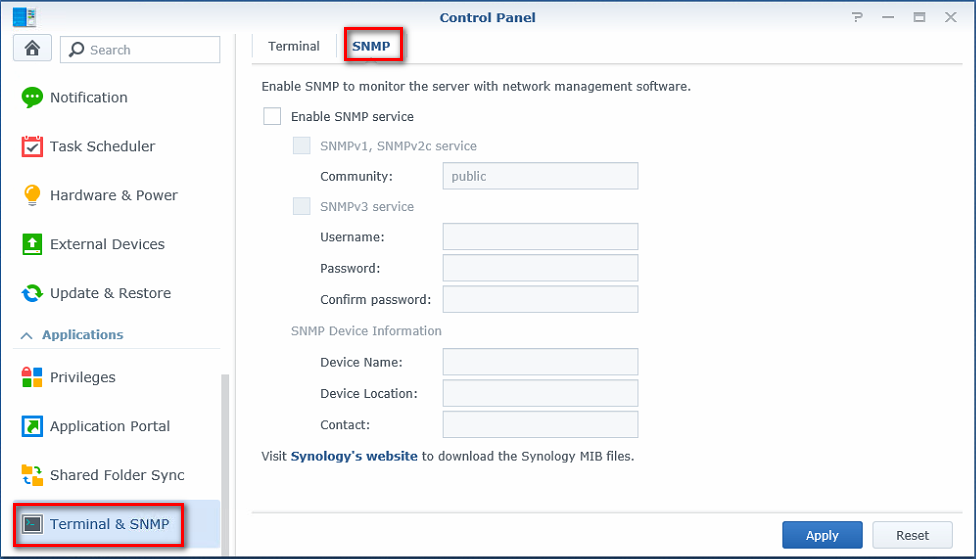 Control Panel
Search
Notification
Task Scheduler
Hardware & Power
External Devices
Update & Restore
Applications
Privileges
Application Portal
Shared Folder Sync
Terminal & SNMP
Terminal
SNMP
Enable SNMP to monitor the server with network management software.
Enable SNMP service
SNMPv1, SNMPv2c service
Community: public
SNMPv3 service
Username:
Password:
Confirm password:
SNMP Device Information
Device Name:
Device Location:
Contact:
Visit Synology's website to download the Synology MIB files.
Apply
Reset